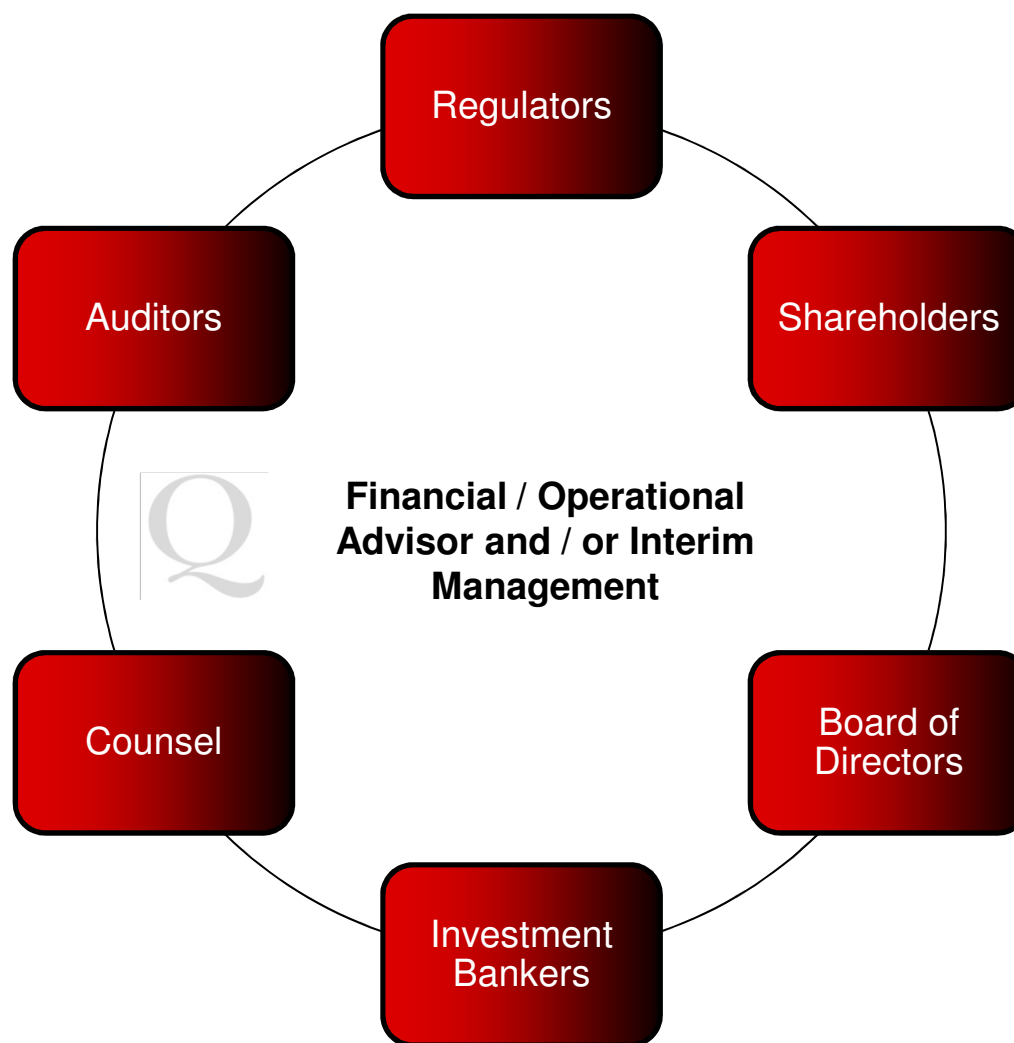 Regulators
Auditors
Shareholders
Q
Financial / Operational
Advisor and / or Interim
Management
Counsel
Board of
Directors
Investment
Bankers